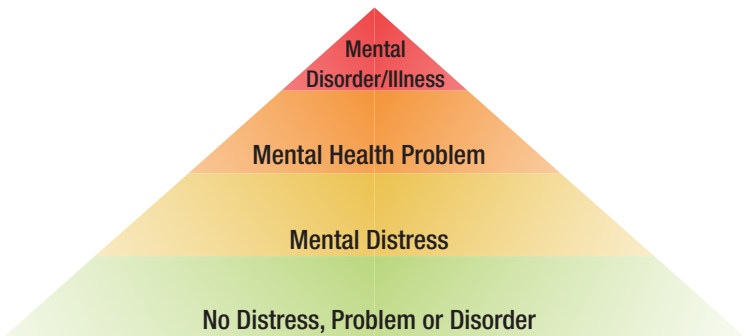 Mental
Disorder/Illness
Mental Health Problem
Mental Distress
No Distress, Problem or Disorder